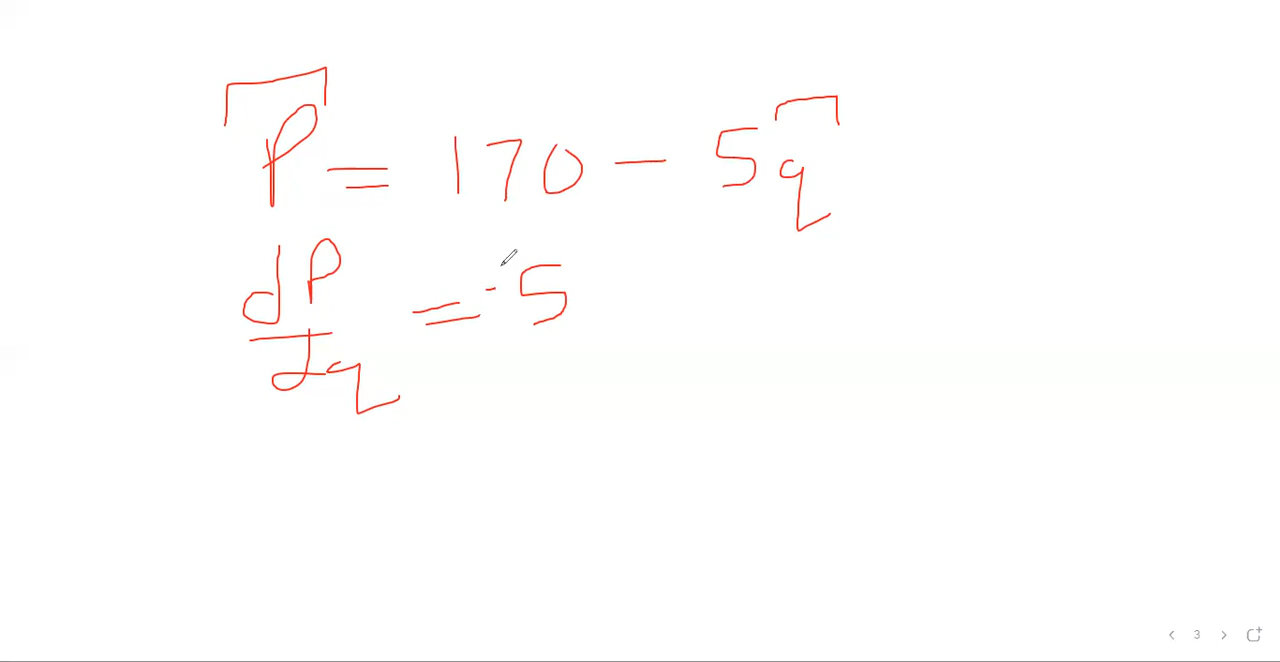 P = 170 - 5q
dP/dq = -5
3